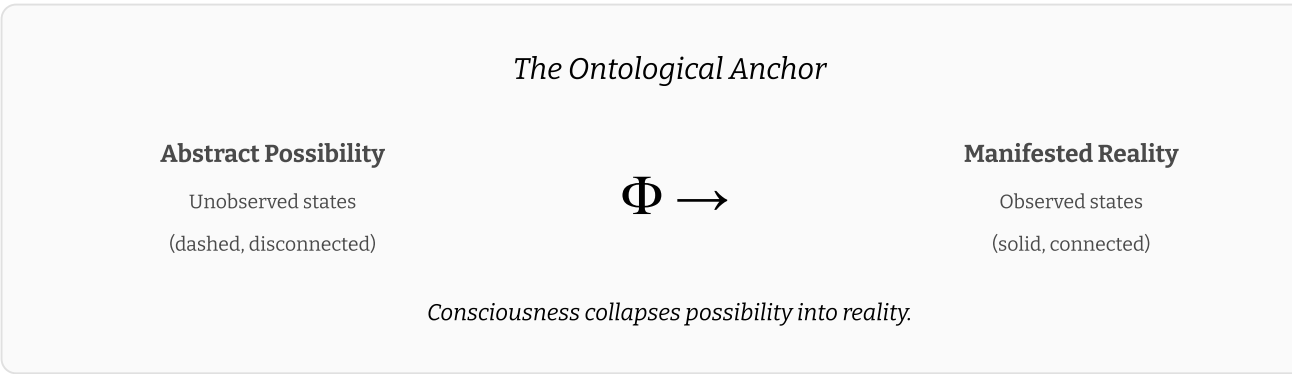 The Ontological Anchor
Abstract Possibility
Unobserved states
(dashed, disconnected)
Φ →
Manifested Reality
Observed states
(solid, connected)
Consciousness collapses possibility into reality.